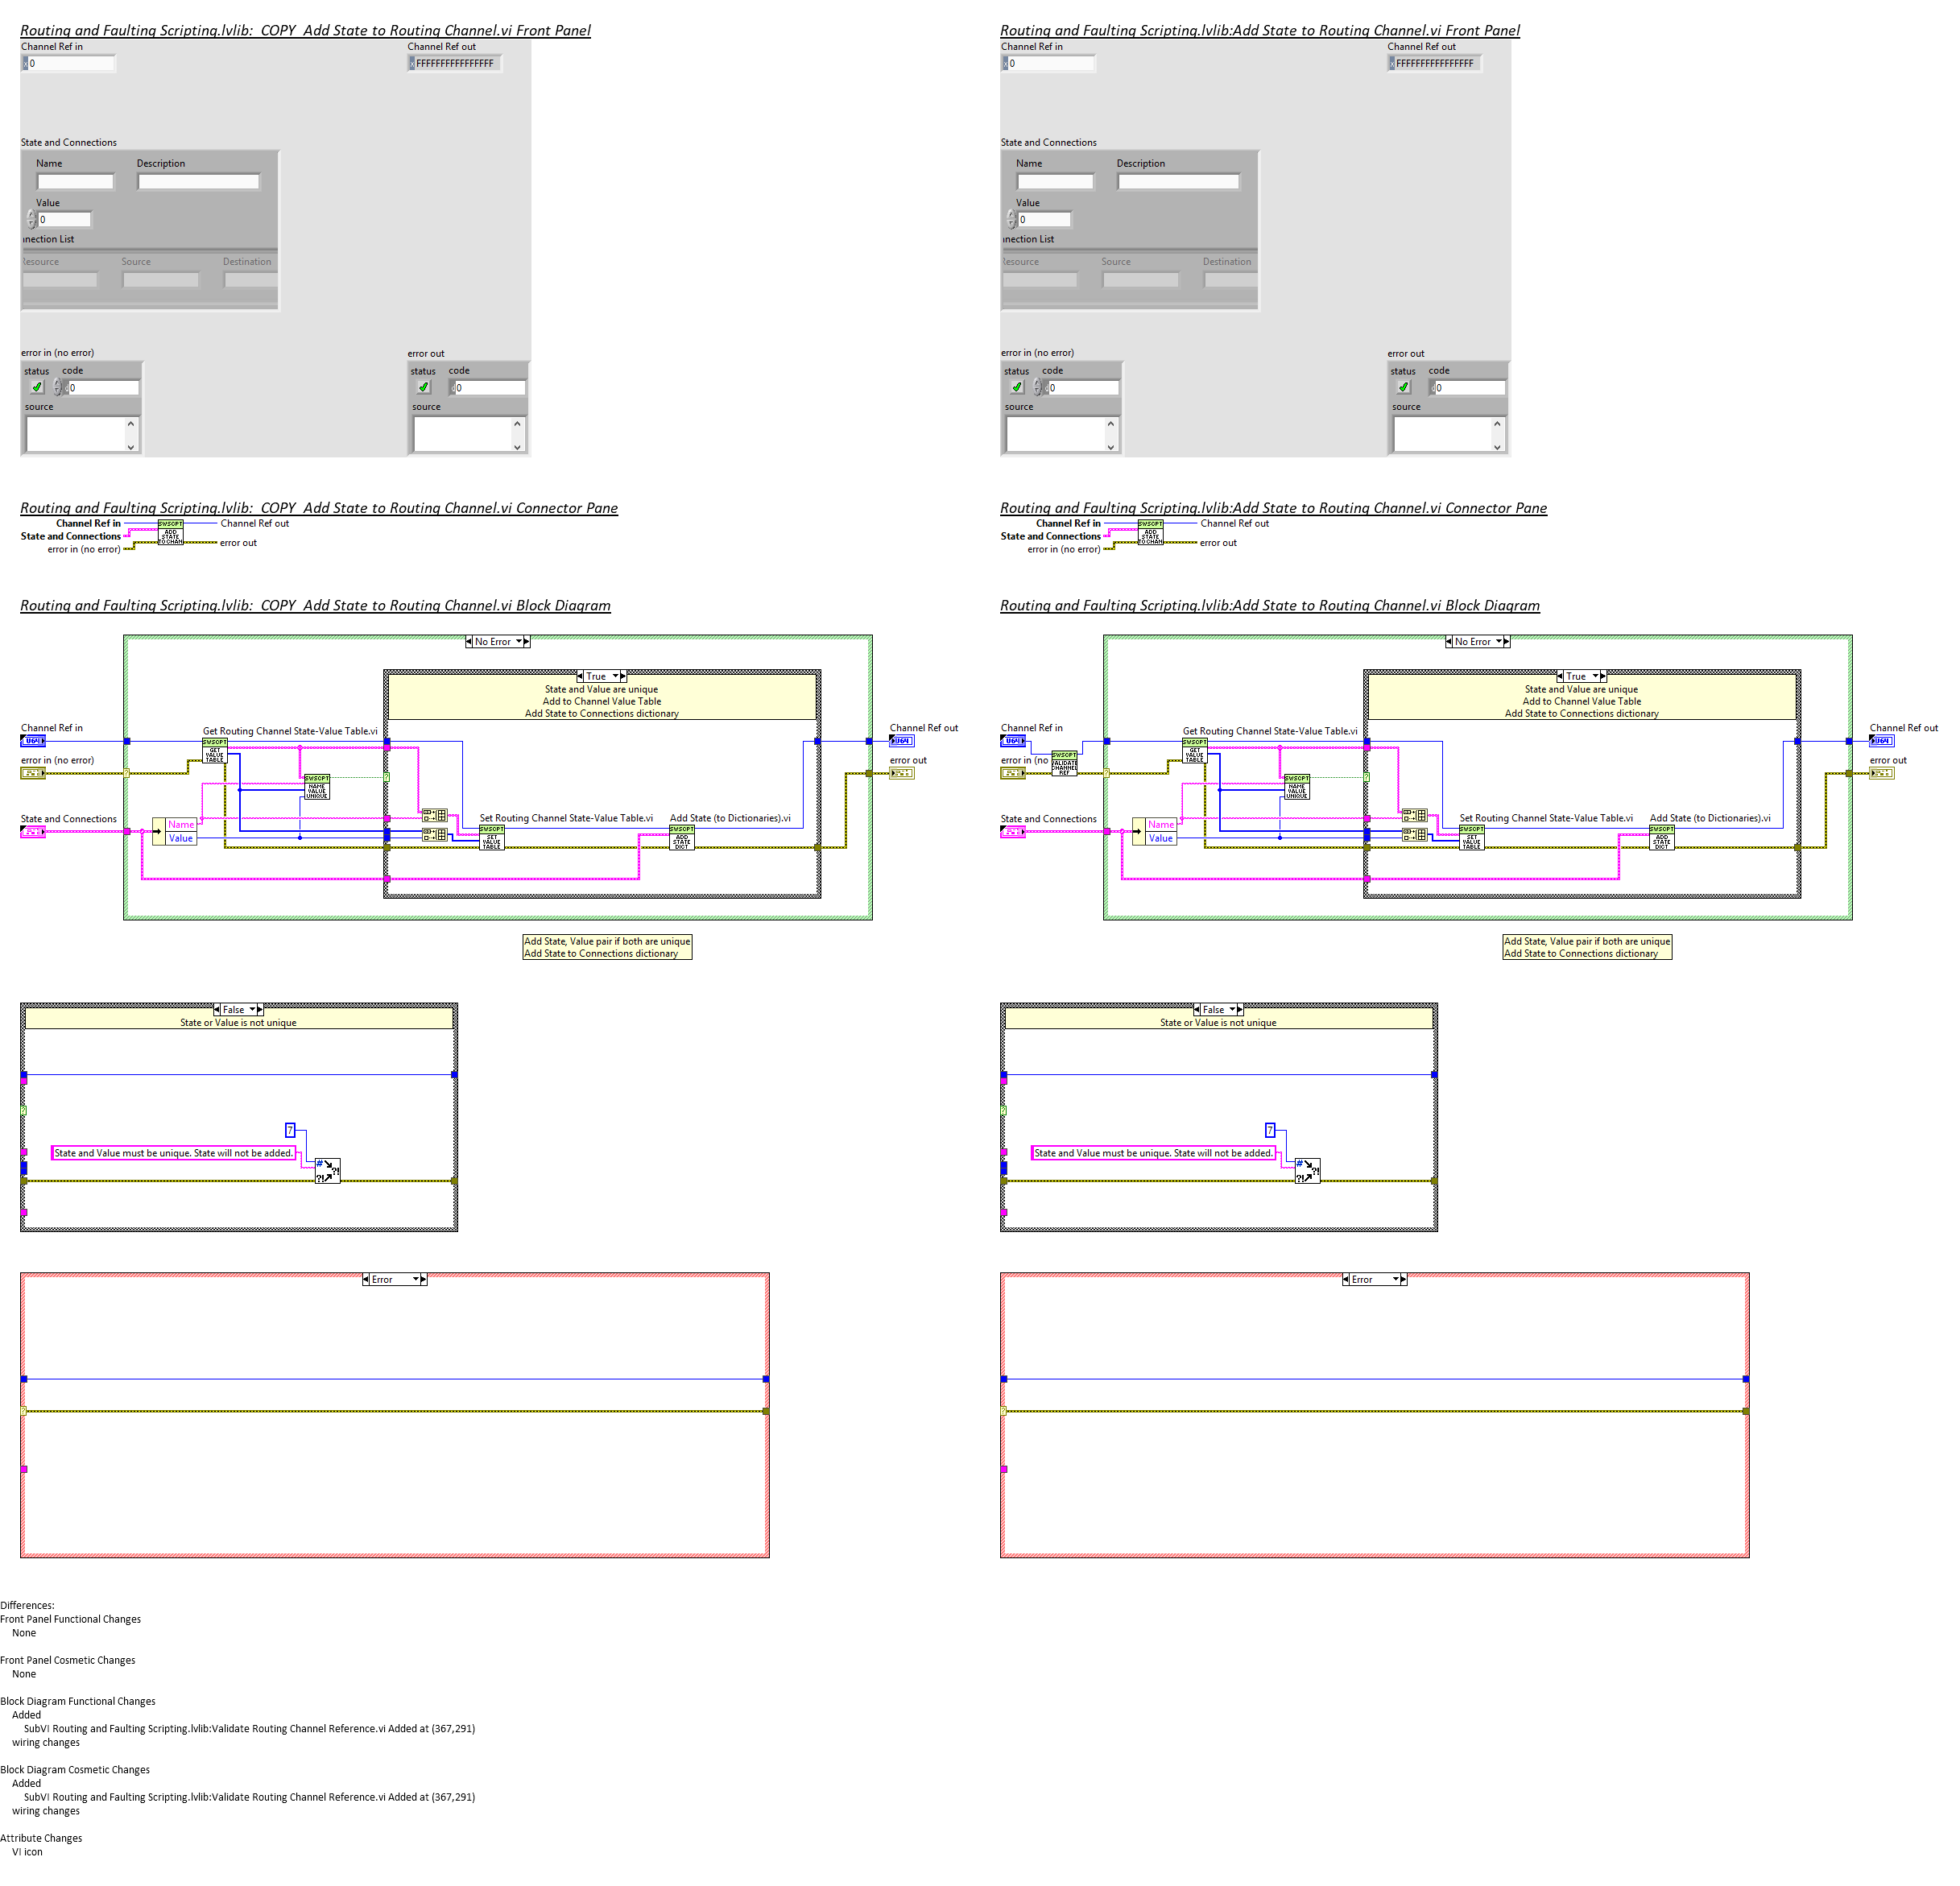 Routing and Faulting Scripting.lvlib:  COPY  Add State to Routing Channel.vi Front Panel
Channel Ref in
Channel Ref out
x 0
x FFFFFFFFFFFFFFFF
State and Connections
Name
Description
Value
0
nnection List
Resource
Source
Destination
error in (no error)
status
code
d 0
source
error out
status
code
d 0
source
Routing and Faulting Scripting.lvlib:  COPY  Add State to Routing Channel.vi Connector Pane
Channel Ref in
State and Connections
error in (no error)
SWSOPT
ADD
STATE
TO CHAN
Channel Ref out
error out
Routing and Faulting Scripting.lvlib:  COPY  Add State to Routing Channel.vi Block Diagram
No Error
True
State and Value are unique
Add to Channel Value Table
Add State to Connections dictionary
Channel Ref in
Get Routing Channel State-Value Table.vi
SWSOPT
GET
VALUE
TABLE
Channel Ref out
error in (no error)
error out
SWSOPT
NAME
VALUE
UNIQUE
State and Connections
Name
Value
Set Routing Channel State-Value Table.vi
SWSOPT
SET
VALUE
TABLE
Add State (to Dictionaries).vi
SWSOPT
ADD
STATE
DICT
Add State, Value pair if both are unique
Add State to Connections dictionary
False
State or Value is not unique
7
State and Value must be unique. State will not be added.
Error
Routing and Faulting Scripting.lvlib:Add State to Routing Channel.vi Front Panel
Channel Ref in
Channel Ref out
x 0
x FFFFFFFFFFFFFFFF
State and Connections
Name
Description
Value
0
nnection List
Resource
Source
Destination
error in (no error)
status
code
d 0
source
error out
status
code
d 0
source
Routing and Faulting Scripting.lvlib:Add State to Routing Channel.vi Connector Pane
Channel Ref in
State and Connections
error in (no error)
SWSOPT
ADD
STATE
TO CHAN
Channel Ref out
error out
Routing and Faulting Scripting.lvlib:Add State to Routing Channel.vi Block Diagram
No Error
True
State and Value are unique
Add to Channel Value Table
Add State to Connections dictionary
Channel Ref in
Get Routing Channel State-Value Table.vi
SWSOPT
GET
VALUE
TABLE
Channel Ref out
error in (no
SWSOPT
VALIDATE
CHANNEL
REF
error out
SWSOPT
NAME
VALUE
UNIQUE
State and Connections
Name
Value
Set Routing Channel State-Value Table.vi
SWSOPT
SET
VALUE
TABLE
Add State (to Dictionaries).vi
SWSOPT
ADD
STATE
DICT
Add State, Value pair if both are unique
Add State to Connections dictionary
False
State or Value is not unique
7
State and Value must be unique. State will not be added.
Error
Differences:
Front Panel Functional Changes
None
Front Panel Cosmetic Changes
None
Block Diagram Functional Changes
Added
SubVI Routing and Faulting Scripting.lvlib:Validate Routing Channel Reference.vi Added at (367,291)
wiring changes
Block Diagram Cosmetic Changes
Added
SubVI Routing and Faulting Scripting.lvlib:Validate Routing Channel Reference.vi Added at (367,291)
wiring changes
Attribute Changes
VI icon